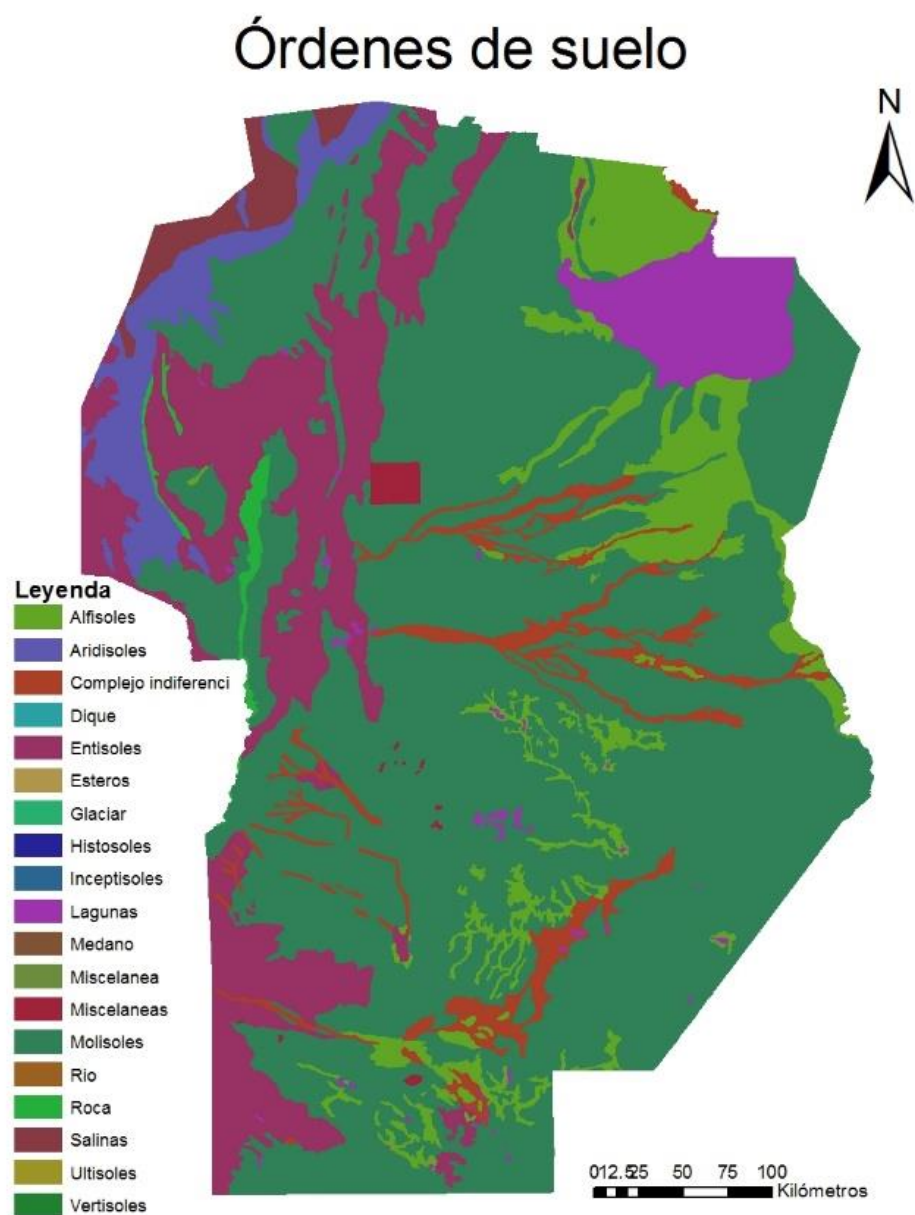 Órdenes de suelo
N
Leyenda
Alfisoles
Aridisoles
Complejo indiferenci
Dique
Entisoles
Esteros
Glaciar
Histosoles
Inceptisoles
Lagunas
Medano
Miscelanea
Miscelaneas
Molisoles
Rio
Roca
Salinas
Ultisoles
Vertisoles
012.525 50 75 100
Kilómetros